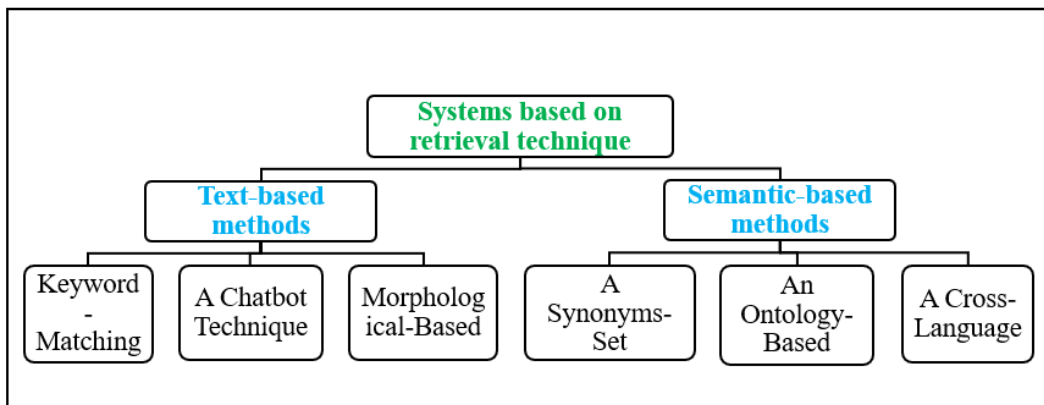 Systems based on
retrieval technique
Text-based
methods
Semantic-based
methods
Keyword
-
Matching
A Chatbot
Technique
Morpholog
ical-Based
A
Synonyms-
Set
An
Ontology-
Based
A Cross-
Language